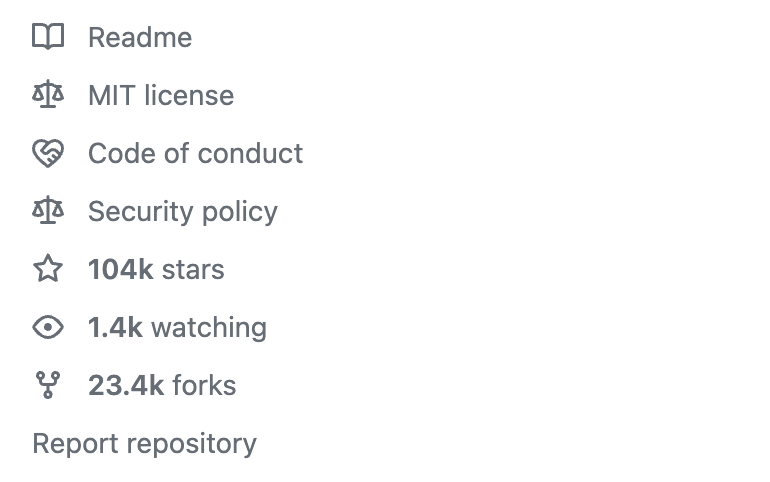 Readme
MIT license
Code of conduct
Security policy
104k stars
1.4k watching
23.4k forks
Report repository